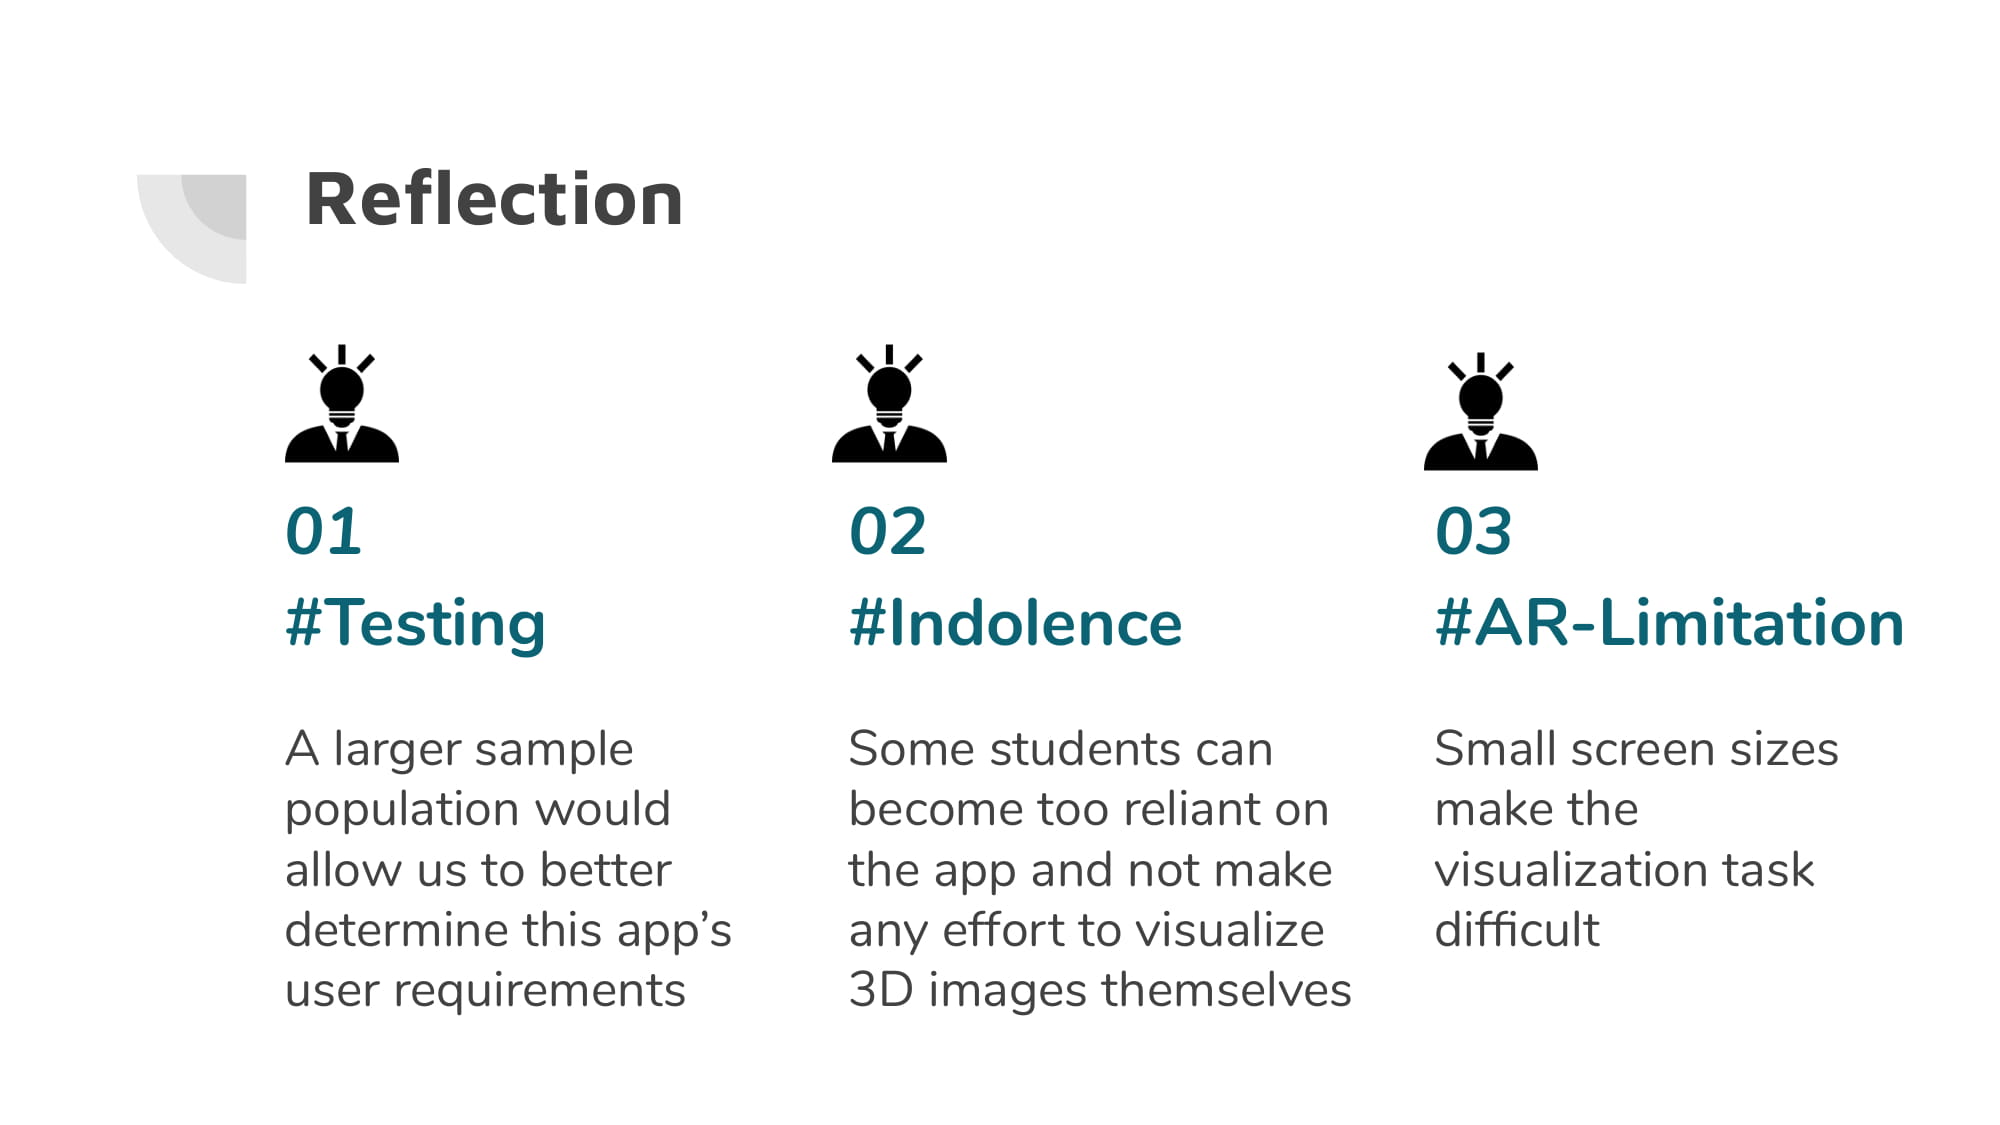 Reflection
01
#Testing
A larger sample
population would
allow us to better
determine this app’s
user requirements
02
#Indolence
Some students can
become too reliant on
the app and not make
any effort to visualize
3D images themselves
03
#AR-Limitation
Small screen sizes
make the
visualization task
difficult